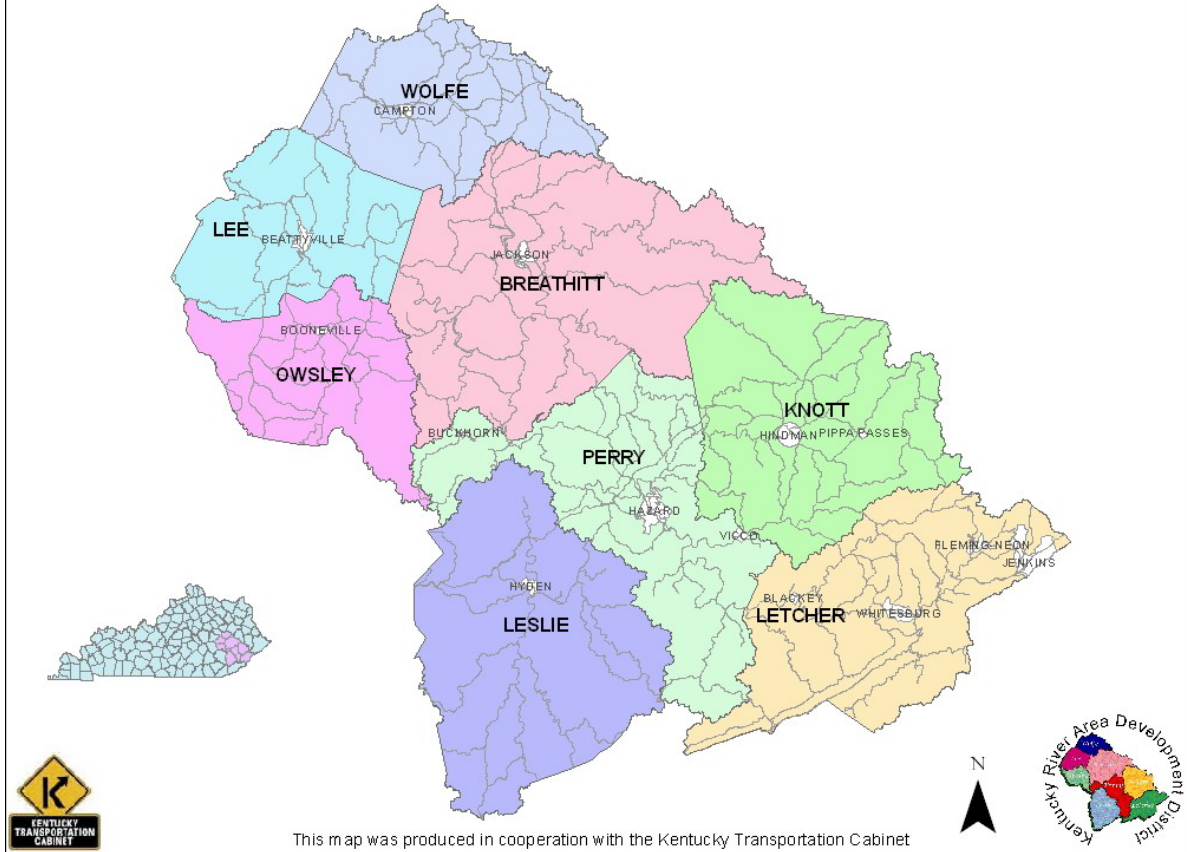 WOLFE
CAMPTON
LEE
BEATTYVILLE
JACKSON
BREATHITT
BOONEVILLE
OWSLEY
KNOTT
HINDMAN
PIPPA PASSES
BUCKHORN
PERRY
HAZARD
VICCO
FLEMING-NEON
JENKINS
HYDEN
LESLIE
BLACKEY
LETCHER
WHITESBURG
N
Kentucky River Area Development District
KENTUCKY
TRANSPORTATION
CABINET
This map was produced in cooperation with the Kentucky Transportation Cabinet